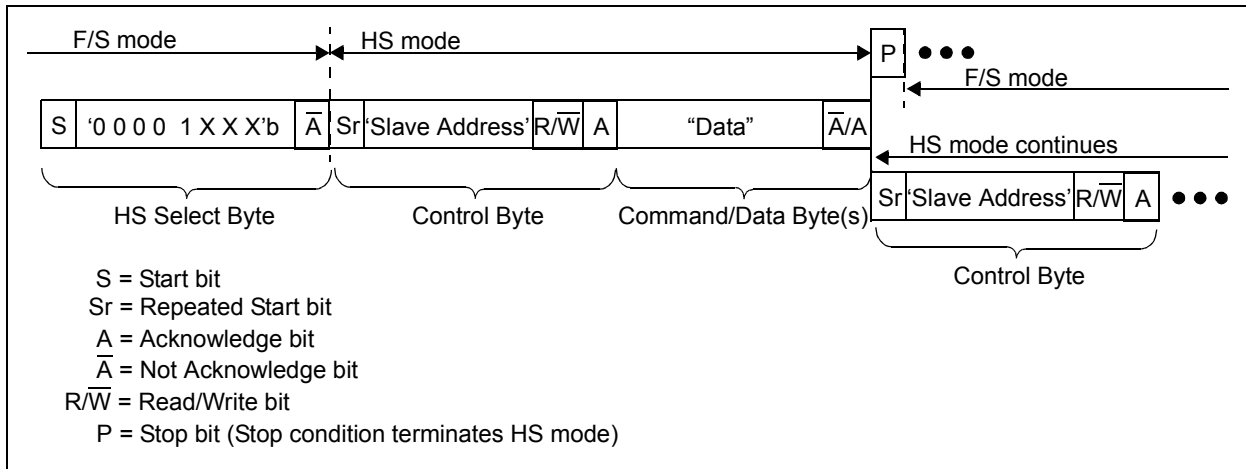 F/S mode HS mode P ● ● ●
F/S mode
S '0 0 0 0 1 X X X'b A̅ Sr 'Slave Address' R/W̅ A "Data" A̅/A
HS mode continues
Sr 'Slave Address' R/W̅ A ● ● ●
HS Select Byte Control Byte Command/Data Byte(s)
Control Byte
S = Start bit
Sr = Repeated Start bit
A = Acknowledge bit
A̅ = Not Acknowledge bit
R/W̅ = Read/Write bit
P = Stop bit (Stop condition terminates HS mode)